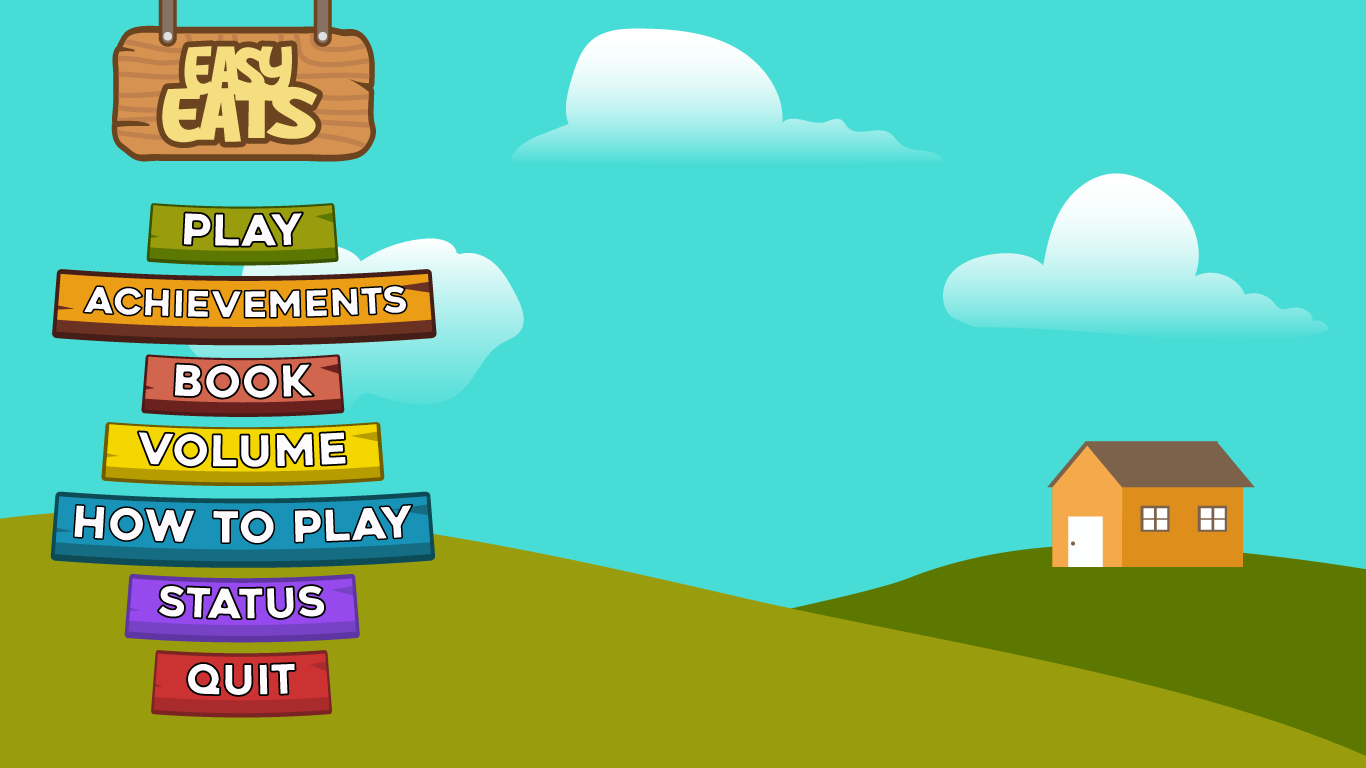 EASY
EATS
PLAY
ACHIEVEMENTS
BOOK
VOLUME
HOW TO PLAY
STATUS
QUIT